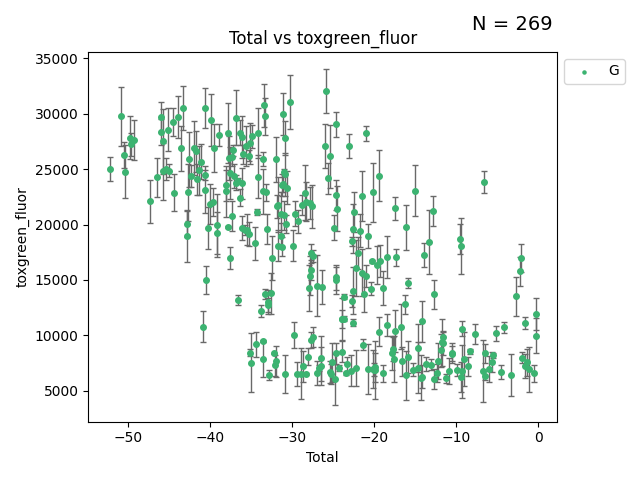 N = 269
Total vs toxgreen_fluor
G
35000
30000
25000
20000
15000
10000
5000
toxgreen_fluor
−50 −40 −30 −20 −10 0
Total